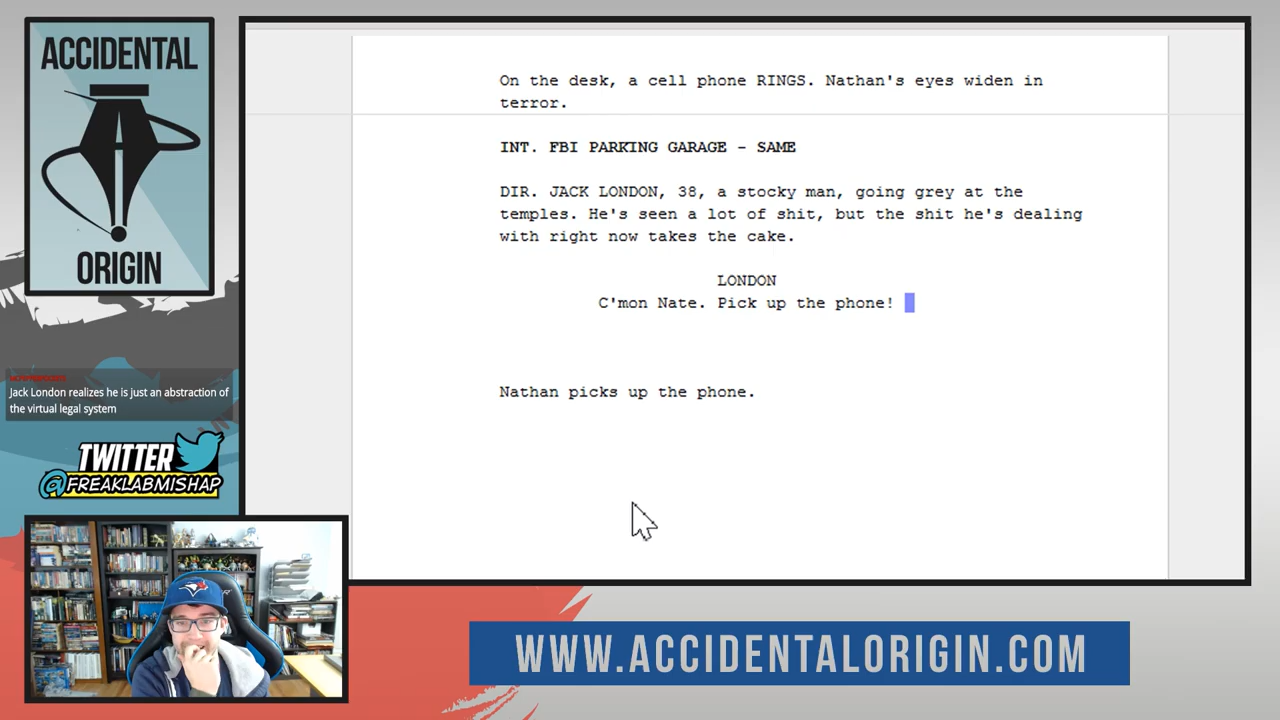 ACCIDENTAL
ORIGIN
On the desk, a cell phone RINGS. Nathan's eyes widen in
terror.
INT. FBI PARKING GARAGE - SAME
DIR. JACK LONDON, 38, a stocky man, going grey at the
temples. He's seen a lot of shit, but the shit he's dealing
with right now takes the cake.
LONDON
C'mon Nate. Pick up the phone!
Nathan picks up the phone.
Jack London realizes he is just an abstraction of
the virtual legal system
TWITTER
@FREAKLABMISHAP
WWW.ACCIDENTALORIGIN.COM